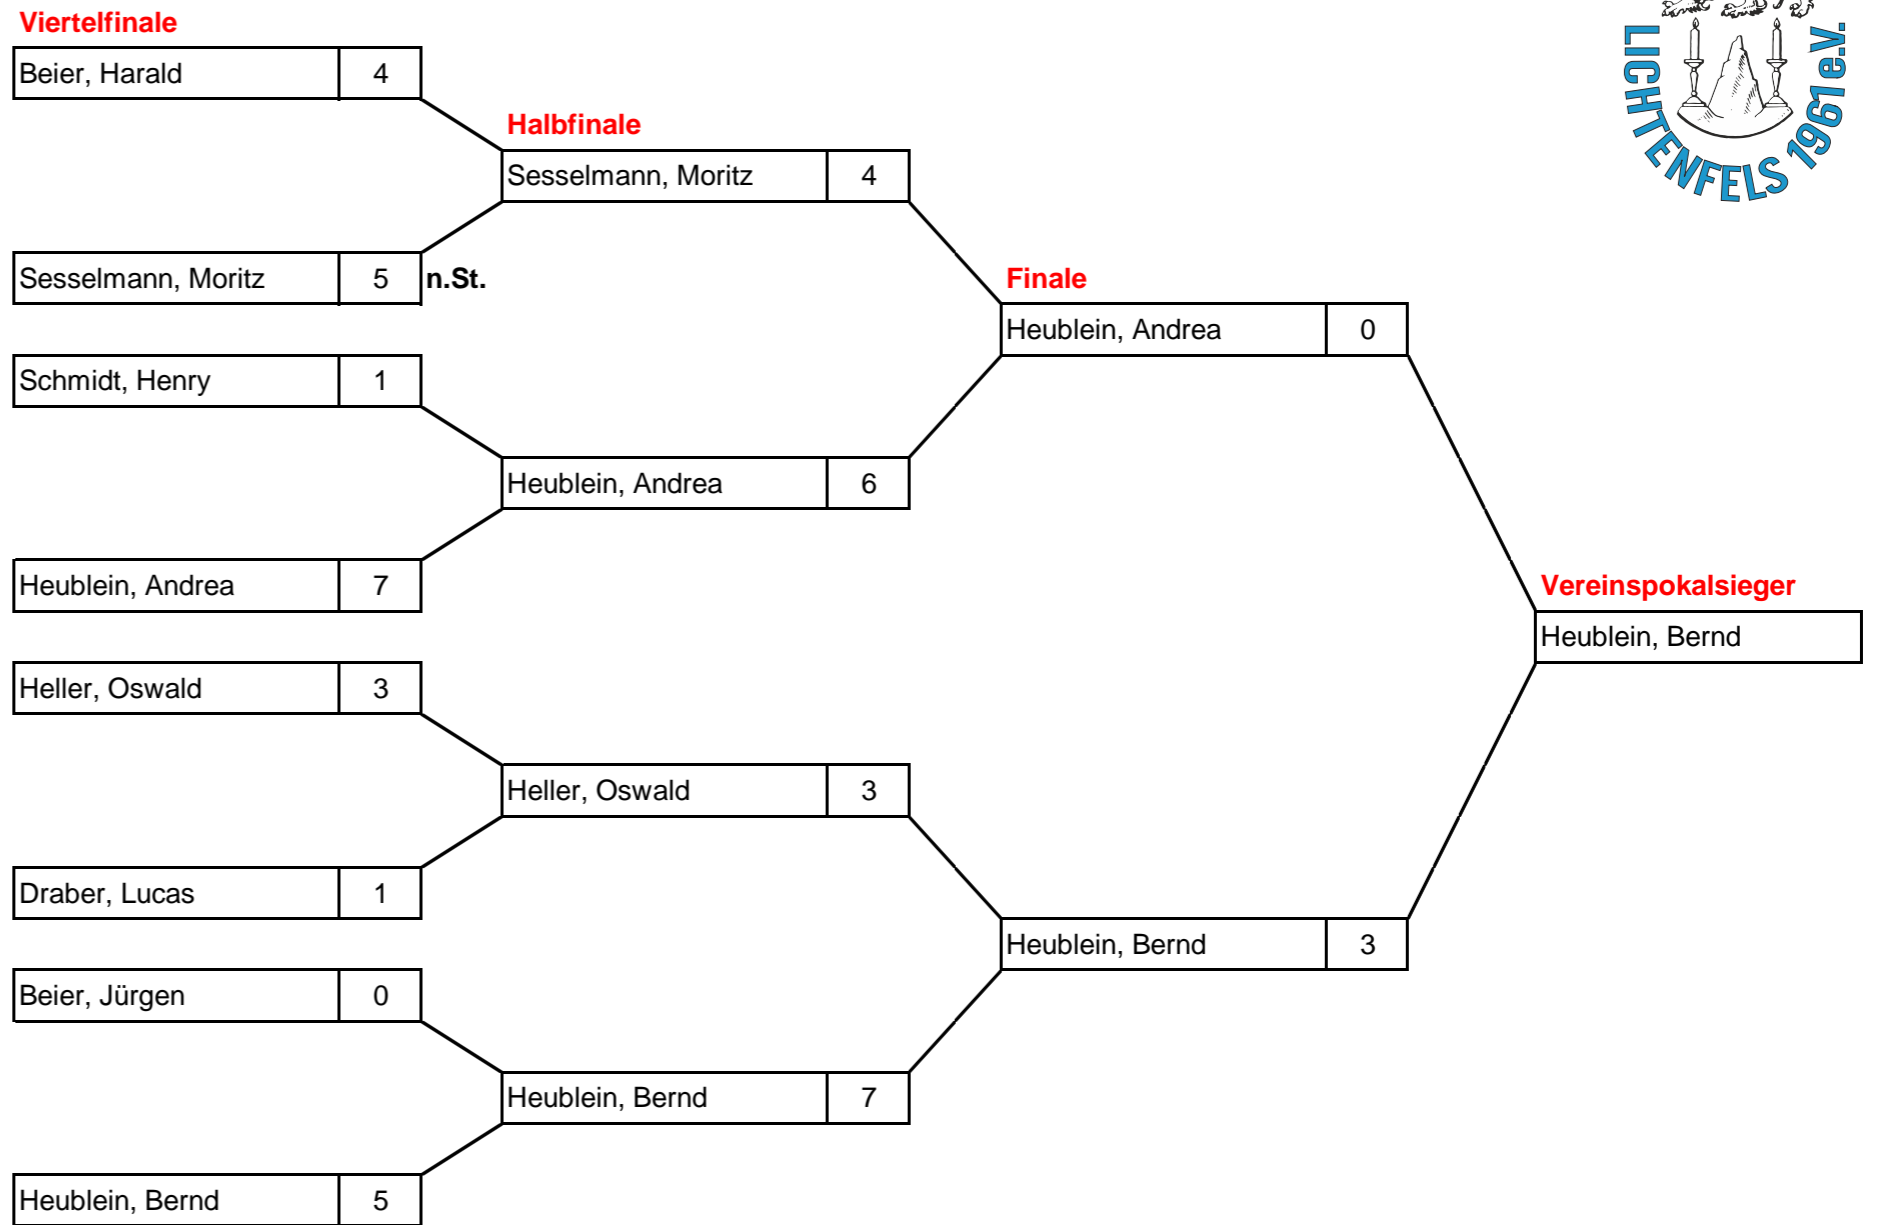 Viertelfinale
Beier, Harald 4
Halbfinale
Sesselmann, Moritz 4
Sesselmann, Moritz 5 n.St.
Finale
Heublein, Andrea 0
Schmidt, Henry 1
Heublein, Andrea 6
Heublein, Andrea 7
Vereinspokalsieger
Heublein, Bernd
Heller, Oswald 3
Heller, Oswald 3
Draber, Lucas 1
Heublein, Bernd 3
Beier, Jürgen 0
Heublein, Bernd 7
Heublein, Bernd 5
LICHTENFELS 1961 e.V.